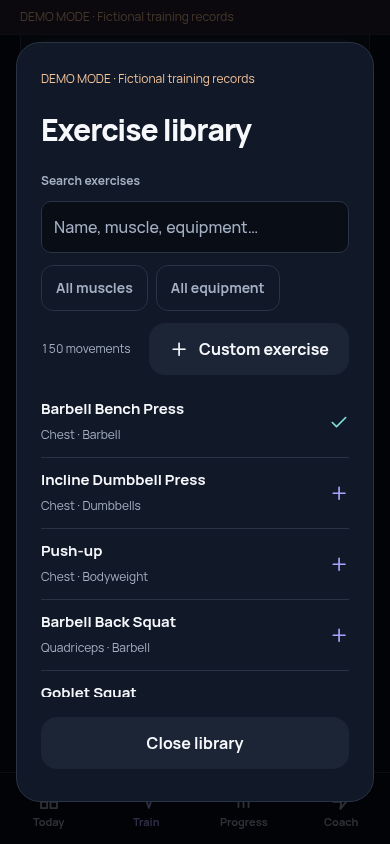 DEMO MODE · Fictional training records
DEMO MODE · Fictional training records
Exercise library
Search exercises
Name, muscle, equipment…
All muscles
All equipment
150 movements
Custom exercise
Barbell Bench Press
Chest · Barbell
Incline Dumbbell Press
Chest · Dumbbells
Push-up
Chest · Bodyweight
Barbell Back Squat
Quadriceps · Barbell
Goblet Squat
Close library
Today
Train
Progress
Coach